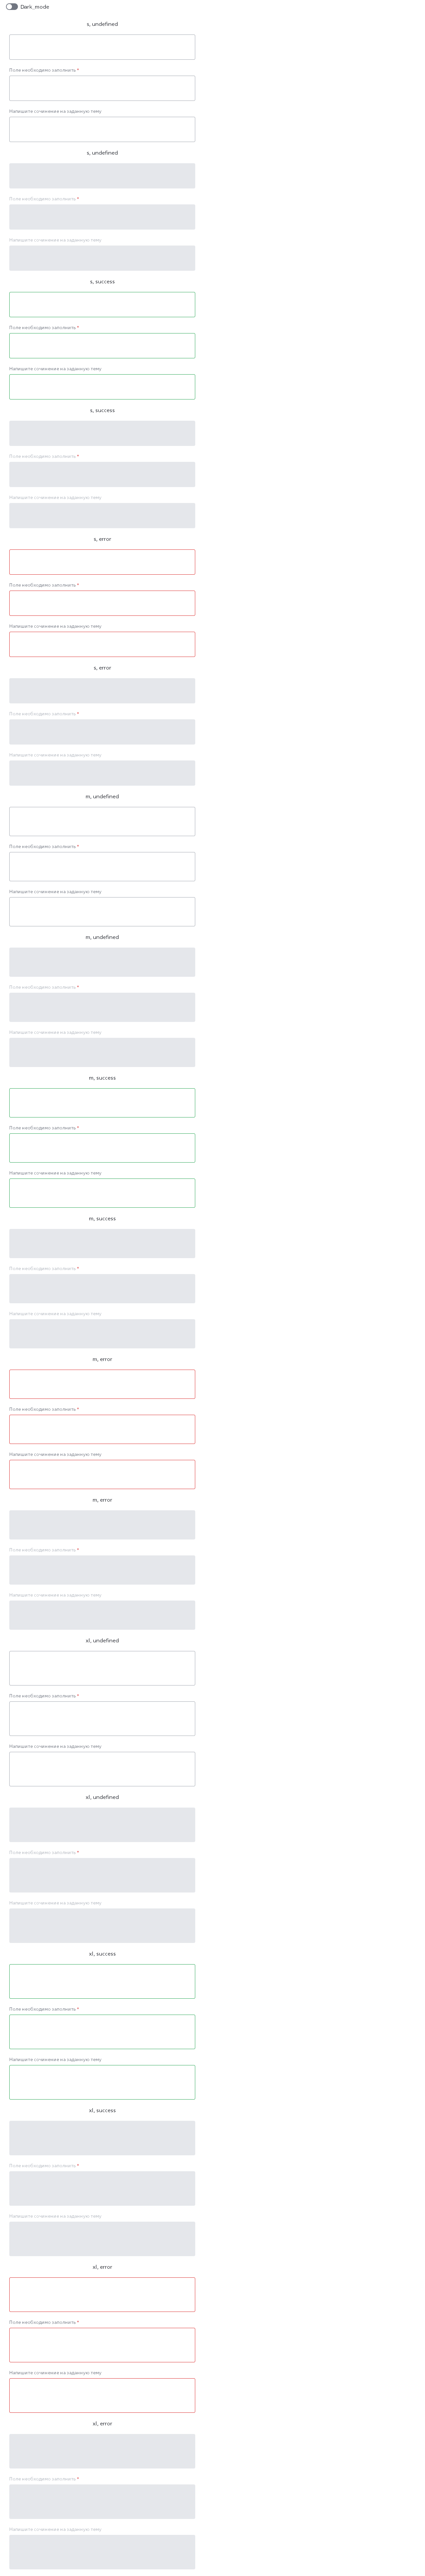 Dark_mode
s, undefined
Поле необходимо заполнить *
Напишите сочинение на заданную тему
s, undefined
Поле необходимо заполнить *
Напишите сочинение на заданную тему
s, success
Поле необходимо заполнить *
Напишите сочинение на заданную тему
s, success
Поле необходимо заполнить *
Напишите сочинение на заданную тему
s, error
Поле необходимо заполнить *
Напишите сочинение на заданную тему
s, error
Поле необходимо заполнить *
Напишите сочинение на заданную тему
m, undefined
Поле необходимо заполнить *
Напишите сочинение на заданную тему
m, undefined
Поле необходимо заполнить *
Напишите сочинение на заданную тему
m, success
Поле необходимо заполнить *
Напишите сочинение на заданную тему
m, success
Поле необходимо заполнить *
Напишите сочинение на заданную тему
m, error
Поле необходимо заполнить *
Напишите сочинение на заданную тему
m, error
Поле необходимо заполнить *
Напишите сочинение на заданную тему
xl, undefined
Поле необходимо заполнить *
Напишите сочинение на заданную тему
xl, undefined
Поле необходимо заполнить *
Напишите сочинение на заданную тему
xl, success
Поле необходимо заполнить *
Напишите сочинение на заданную тему
xl, success
Поле необходимо заполнить *
Напишите сочинение на заданную тему
xl, error
Поле необходимо заполнить *
Напишите сочинение на заданную тему
xl, error
Поле необходимо заполнить *
Напишите сочинение на заданную тему